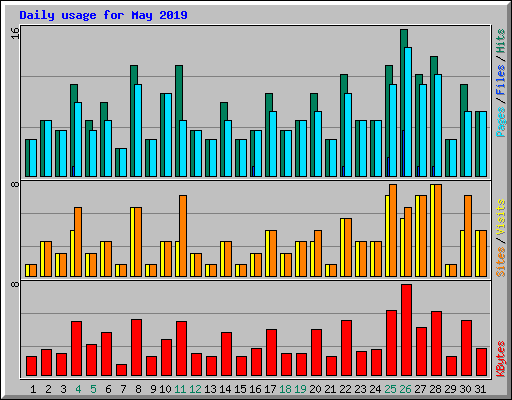 Daily usage for May 2019
16
Pages / Files / Hits
8
Sites / Visits
8
KBytes
1 2 3 4 5 6 7 8 9 10 11 12 13 14 15 16 17 18 19 20 21 22 23 24 25 26 27 28 29 30 31